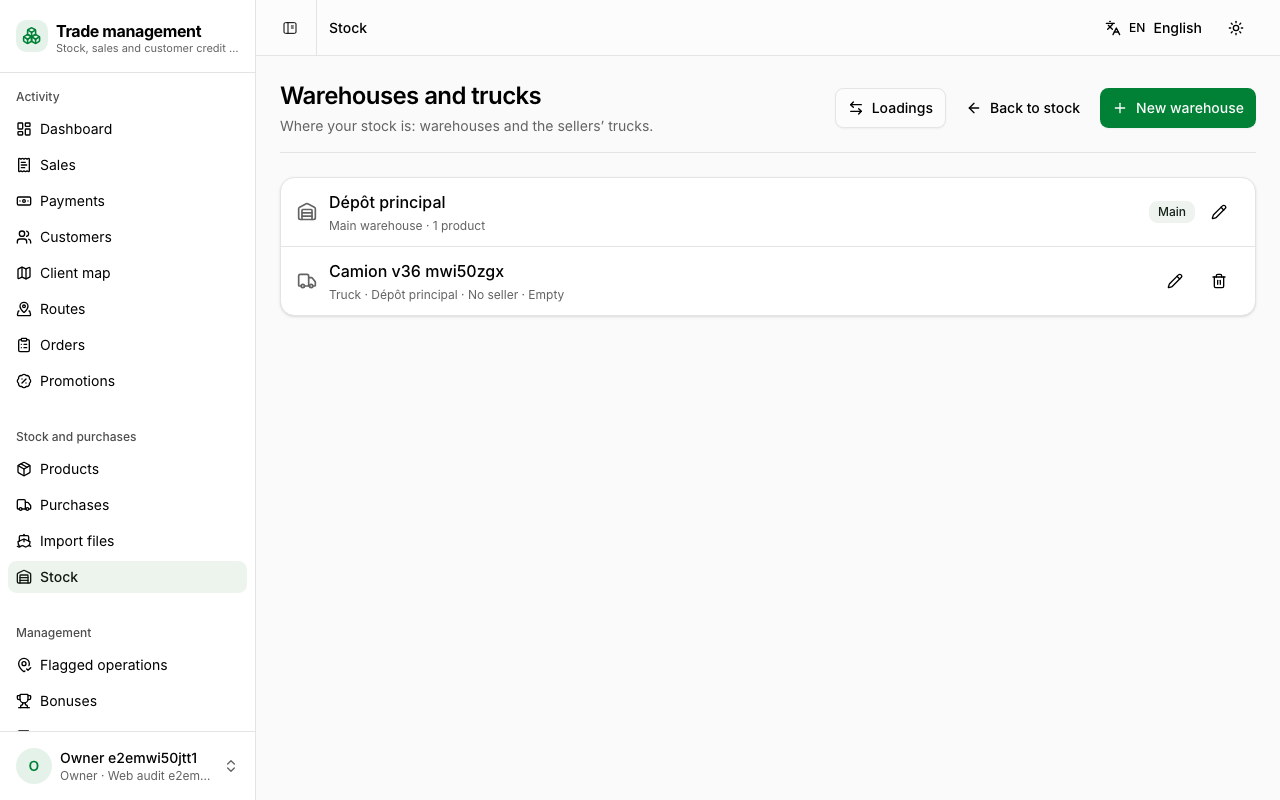 Trade management
Stock, sales and customer credit ...
Activity
Dashboard
Sales
Payments
Customers
Client map
Routes
Orders
Promotions
Stock and purchases
Products
Purchases
Import files
Stock
Management
Flagged operations
Bonuses
O
Owner e2emwi50jtt1
Owner · Web audit e2em...
Stock
EN English
Warehouses and trucks
Where your stock is: warehouses and the sellers’ trucks.
Loadings
Back to stock
New warehouse
Dépôt principal
Main warehouse · 1 product
Main
Camion v36 mwi50zgx
Truck · Dépôt principal · No seller · Empty